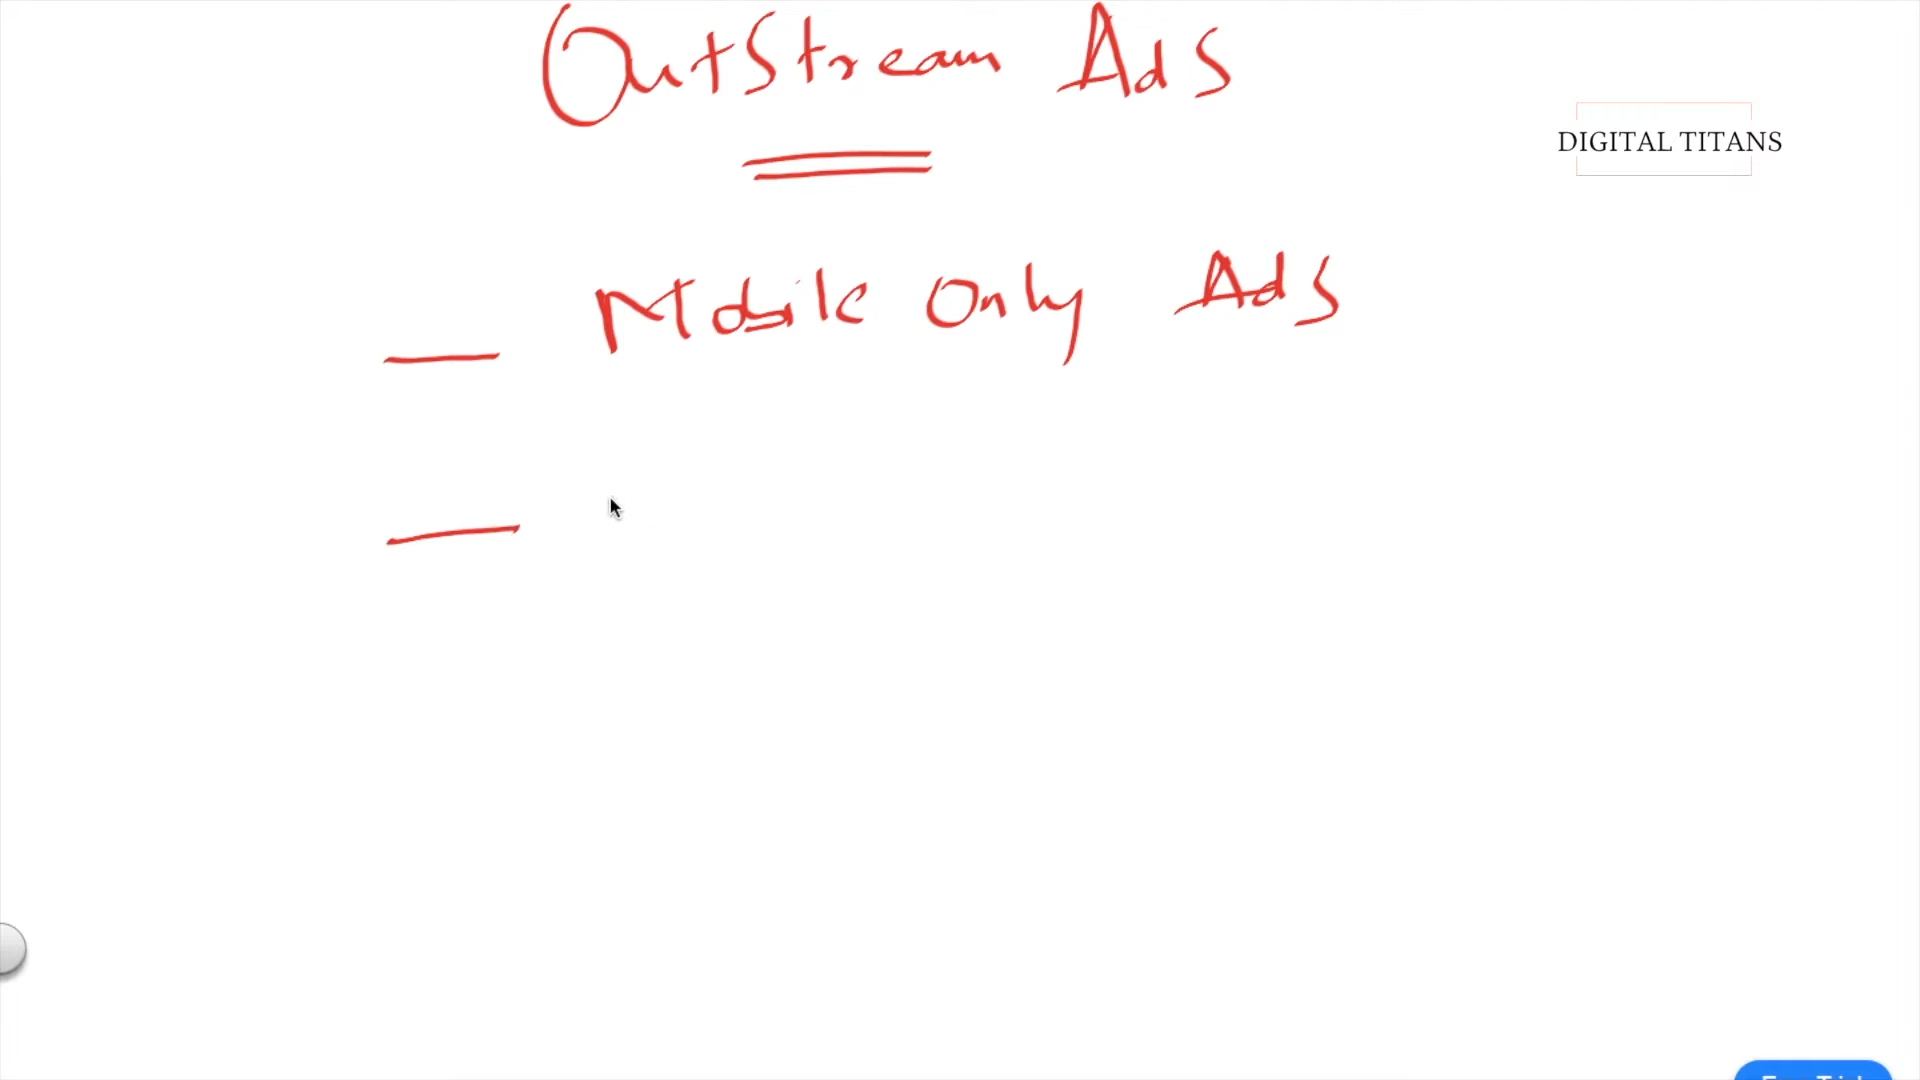 OutStream Ads
DIGITAL TITANS
— Mobile Only Ads
—